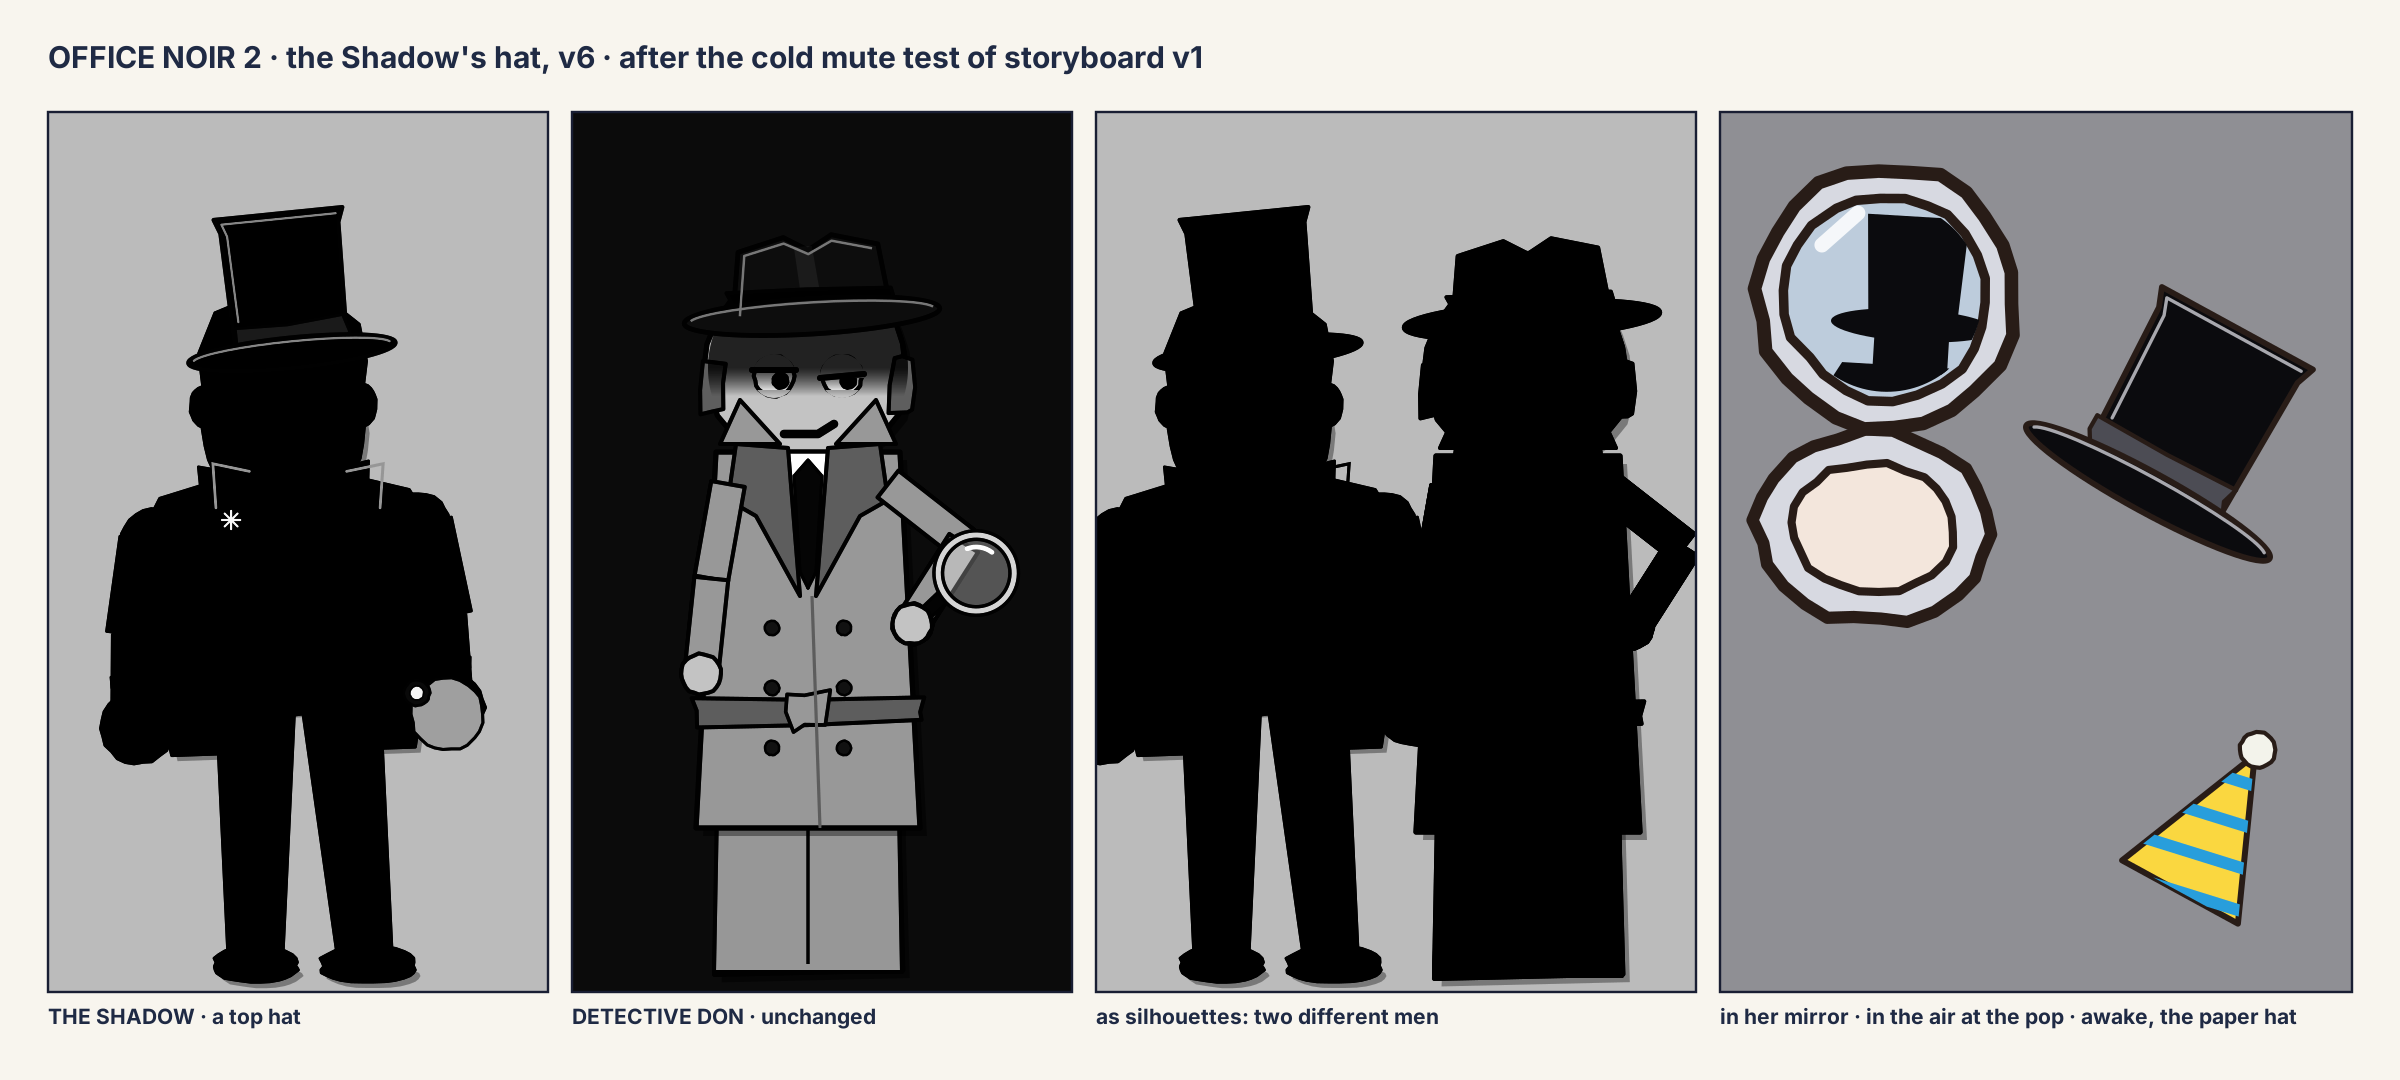 OFFICE NOIR 2 · the Shadow's hat, v6 · after the cold mute test of storyboard v1
THE SHADOW · a top hat
DETECTIVE DON · unchanged
as silhouettes: two different men
in her mirror · in the air at the pop · awake, the paper hat